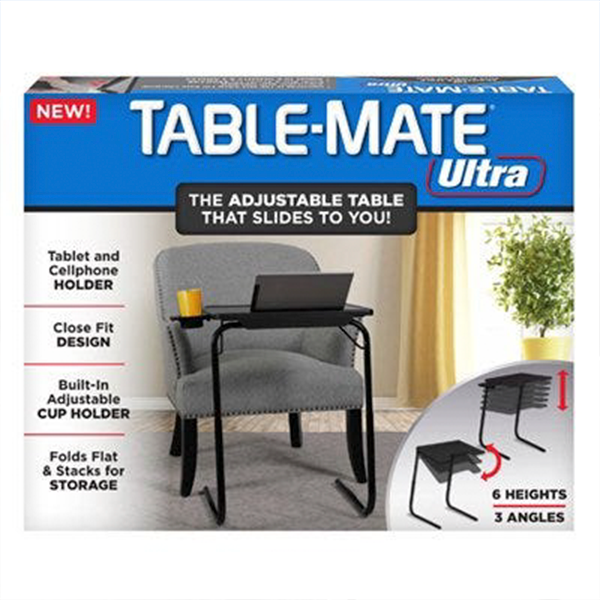 NEW!
TABLE-MATE®
Ultra
THE ADJUSTABLE TABLE
THAT SLIDES TO YOU!
Tablet and
Cellphone
HOLDER
Close Fit
DESIGN
Built-In
Adjustable
CUP HOLDER
Folds Flat
& Stacks for
STORAGE
6 HEIGHTS
3 ANGLES